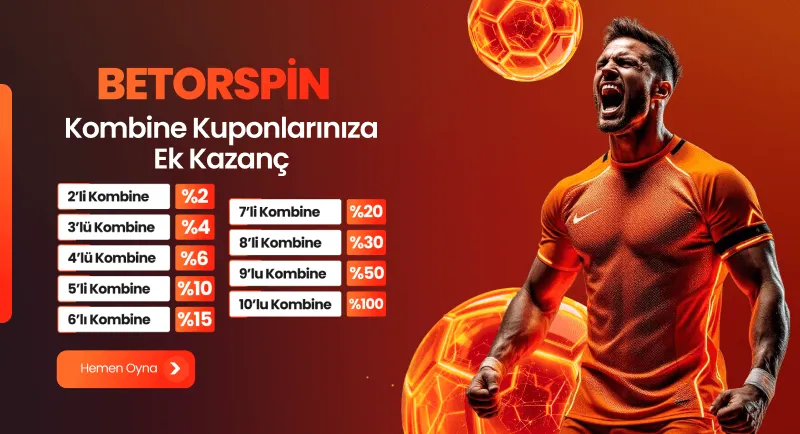 BETORSPİN
Kombine Kuponlarınıza
Ek Kazanç
2'li Kombine %2
3'lü Kombine %4
4'lü Kombine %6
5'li Kombine %10
6'lı Kombine %15
7'li Kombine %20
8'li Kombine %30
9'lu Kombine %50
10'lu Kombine %100
Hemen Oyna